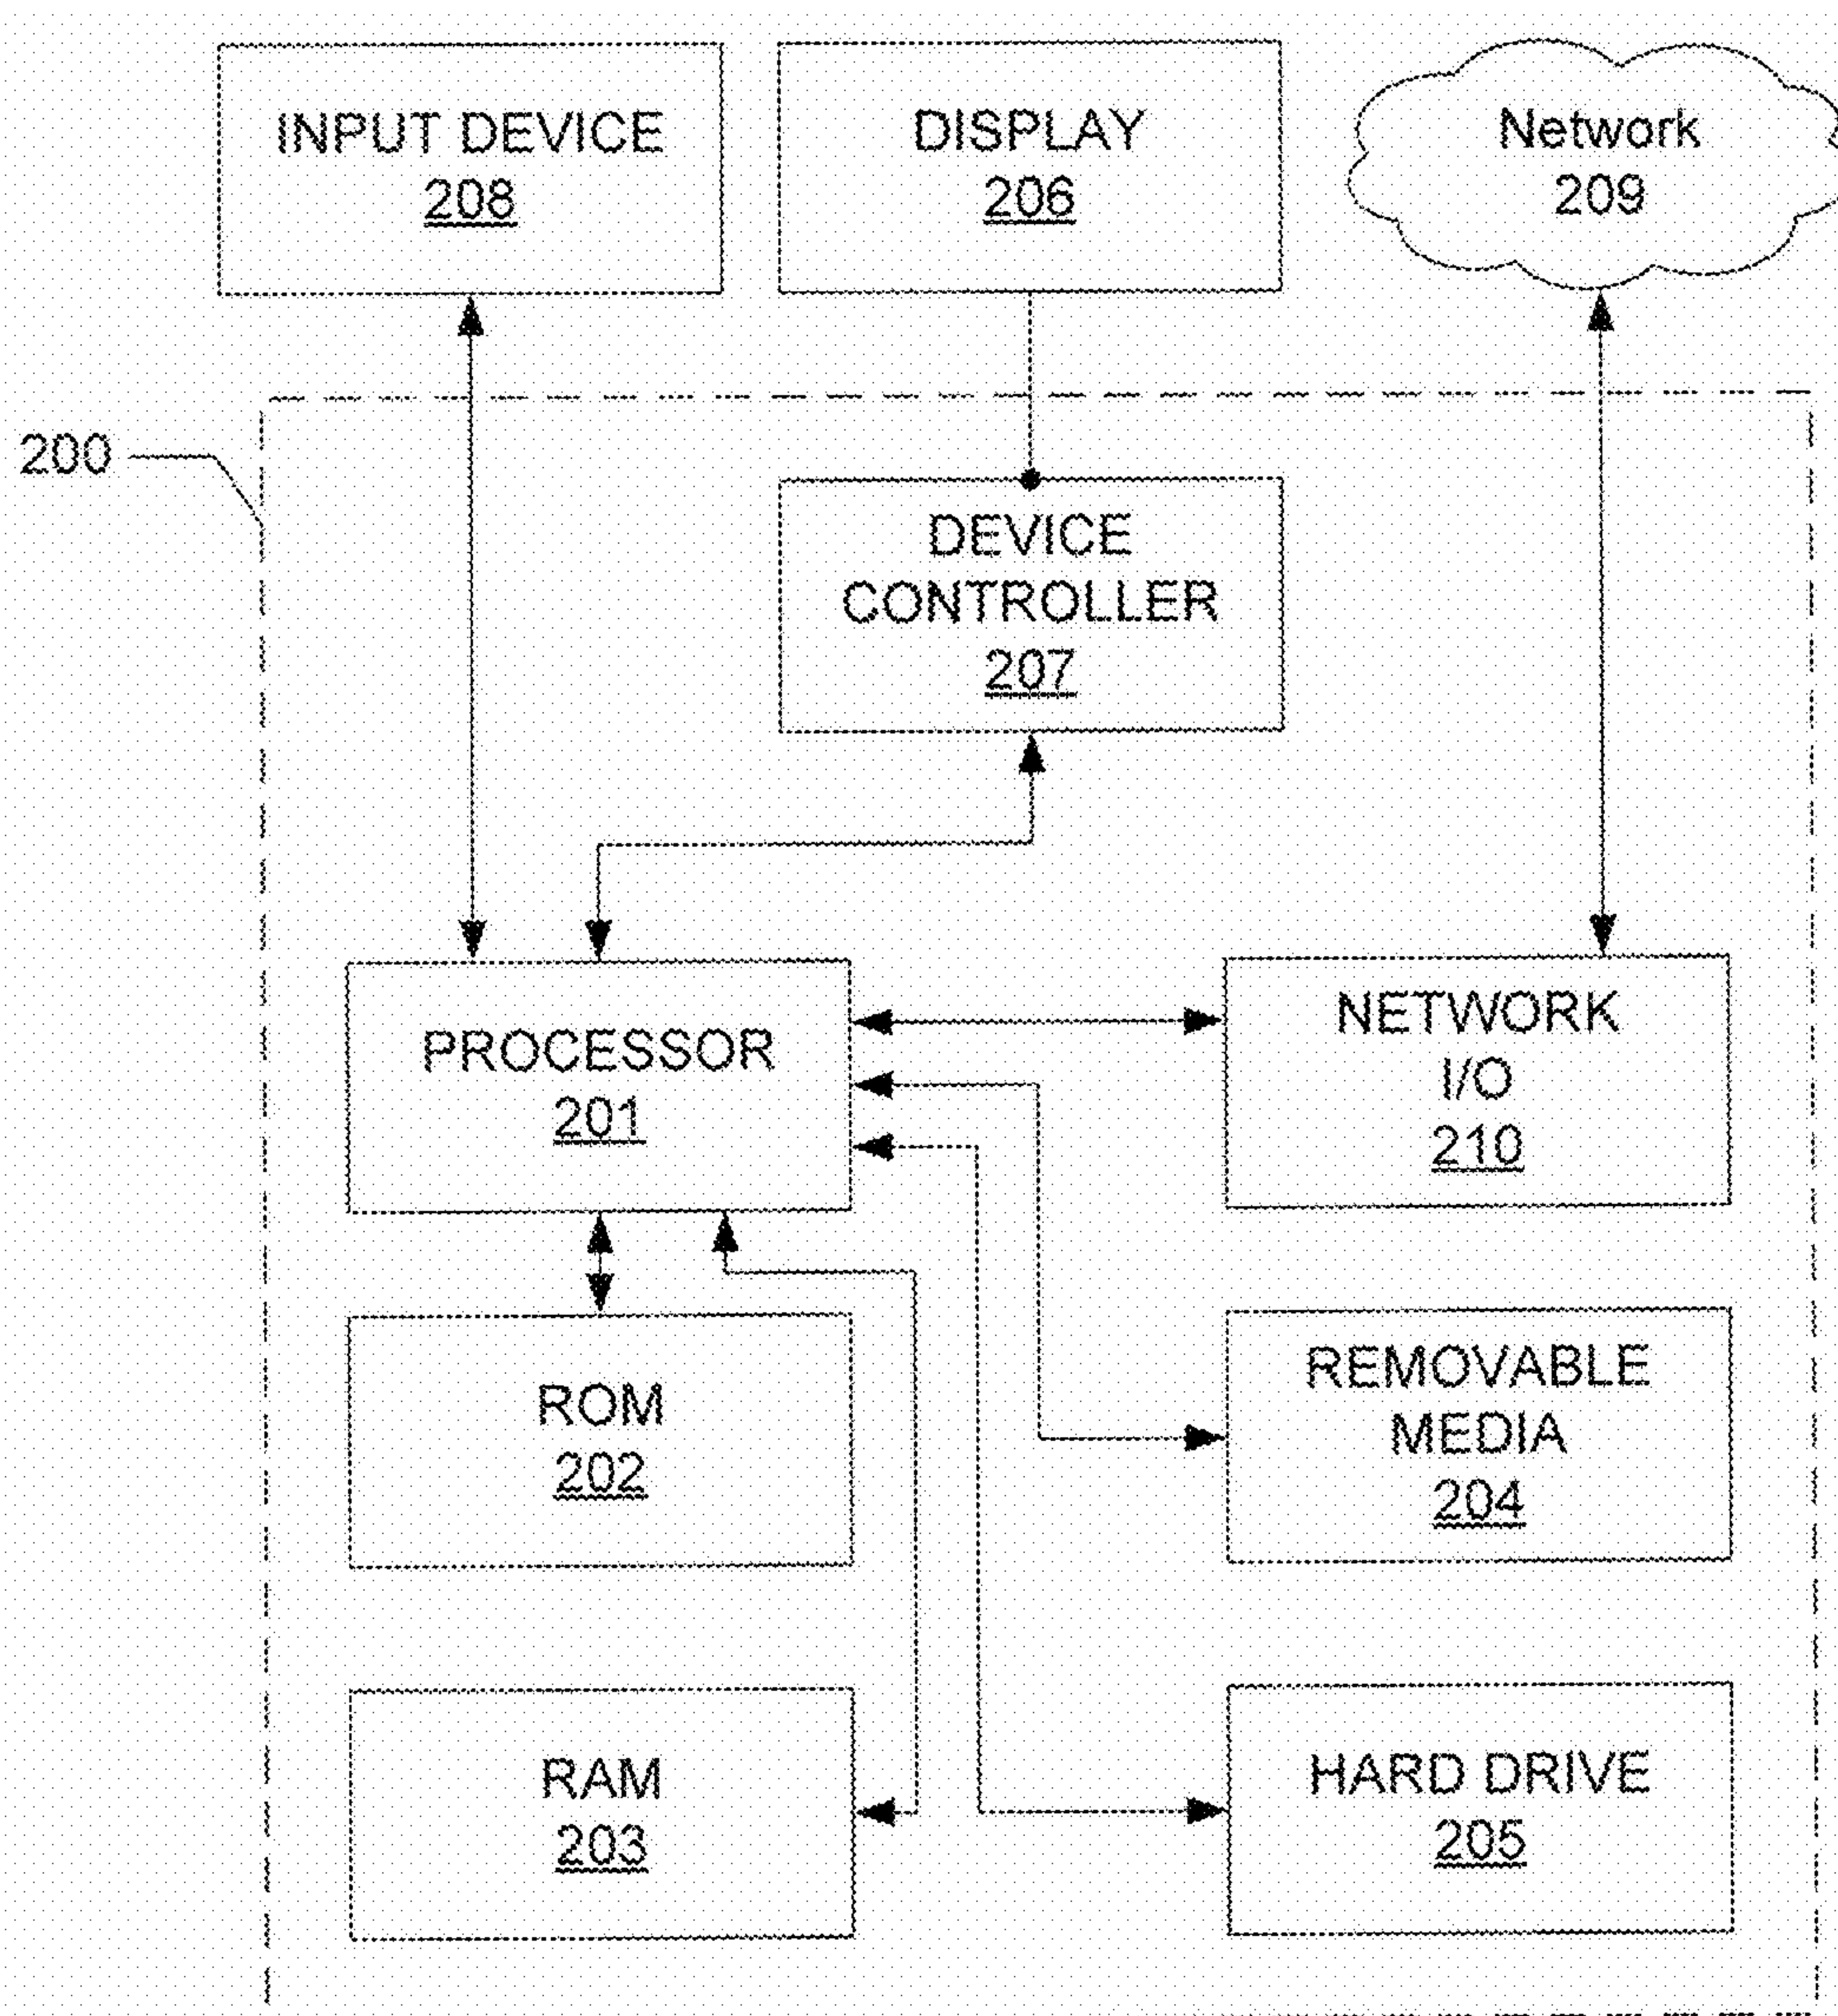 INPUT DEVICE
208
DISPLAY
206
Network
209
200
DEVICE
CONTROLLER
207
PROCESSOR
201
NETWORK
I/O
210
ROM
202
REMOVABLE
MEDIA
204
RAM
203
HARD DRIVE
205